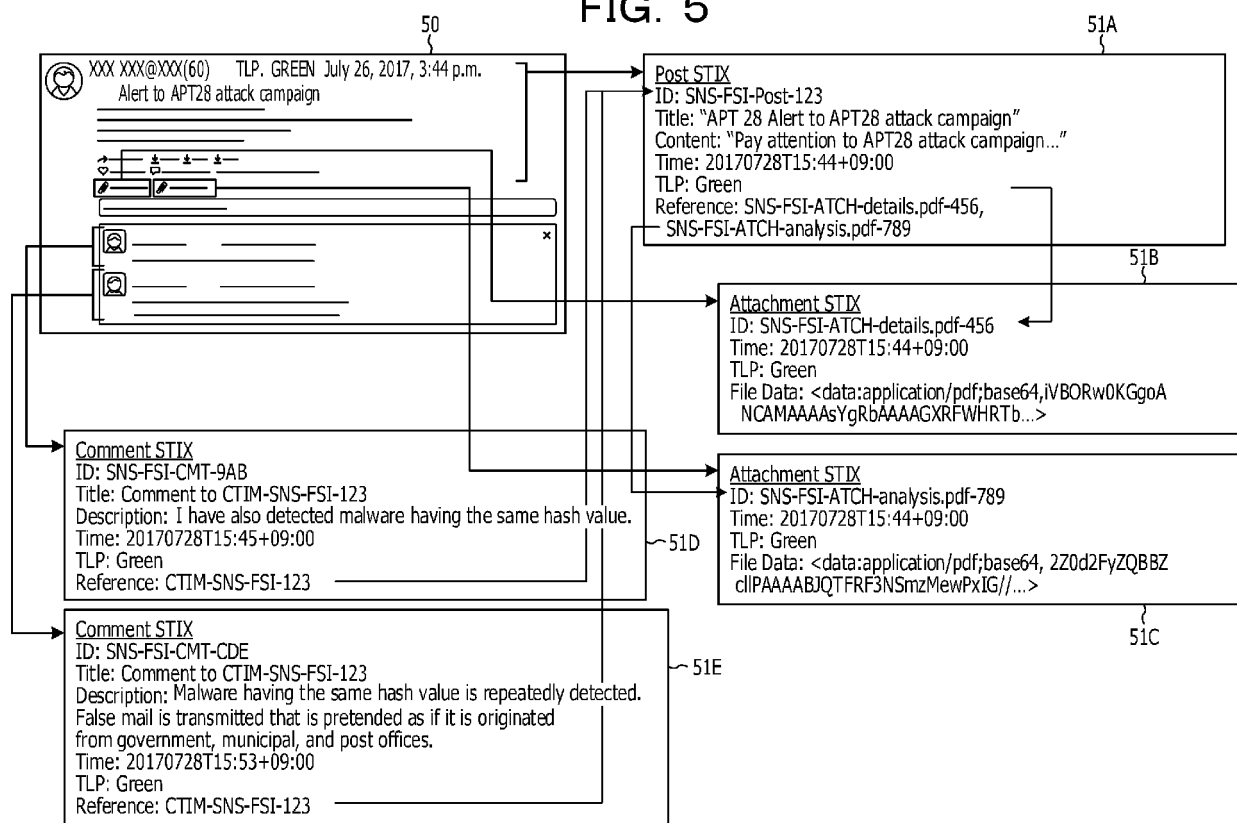 FIG. 5
50
XXX XXX@XXX(60) TLP. GREEN July 26, 2017, 3:44 p.m.
Alert to APT28 attack campaign
×
51A
Post STIX
ID: SNS-FSI-Post-123
Title: “APT 28 Alert to APT28 attack campaign”
Content: “Pay attention to APT28 attack campaign...”
Time: 20170728T15:44+09:00
TLP: Green
Reference: SNS-FSI-ATCH-details.pdf-456,
SNS-FSI-ATCH-analysis.pdf-789
51B
Attachment STIX
ID: SNS-FSI-ATCH-details.pdf-456
Time: 20170728T15:44+09:00
TLP: Green
File Data: <data:application/pdf;base64,iVBORw0KGgoA
NCAMAAAAsYgRbAAAAGXRFWHRTb...>
Attachment STIX
ID: SNS-FSI-ATCH-analysis.pdf-789
Time: 20170728T15:44+09:00
TLP: Green
File Data: <data:application/pdf;base64, 2Z0d2FyZQBBZ
cllPAAAABJQTFRF3NSmzMewPxIG//...>
51C
Comment STIX
ID: SNS-FSI-CMT-9AB
Title: Comment to CTIM-SNS-FSI-123
Description: I have also detected malware having the same hash value.
Time: 20170728T15:45+09:00
TLP: Green
Reference: CTIM-SNS-FSI-123
51D
Comment STIX
ID: SNS-FSI-CMT-CDE
Title: Comment to CTIM-SNS-FSI-123
Description: Malware having the same hash value is repeatedly detected.
False mail is transmitted that is pretended as if it is originated
from government, municipal, and post offices.
Time: 20170728T15:53+09:00
TLP: Green
Reference: CTIM-SNS-FSI-123
51E